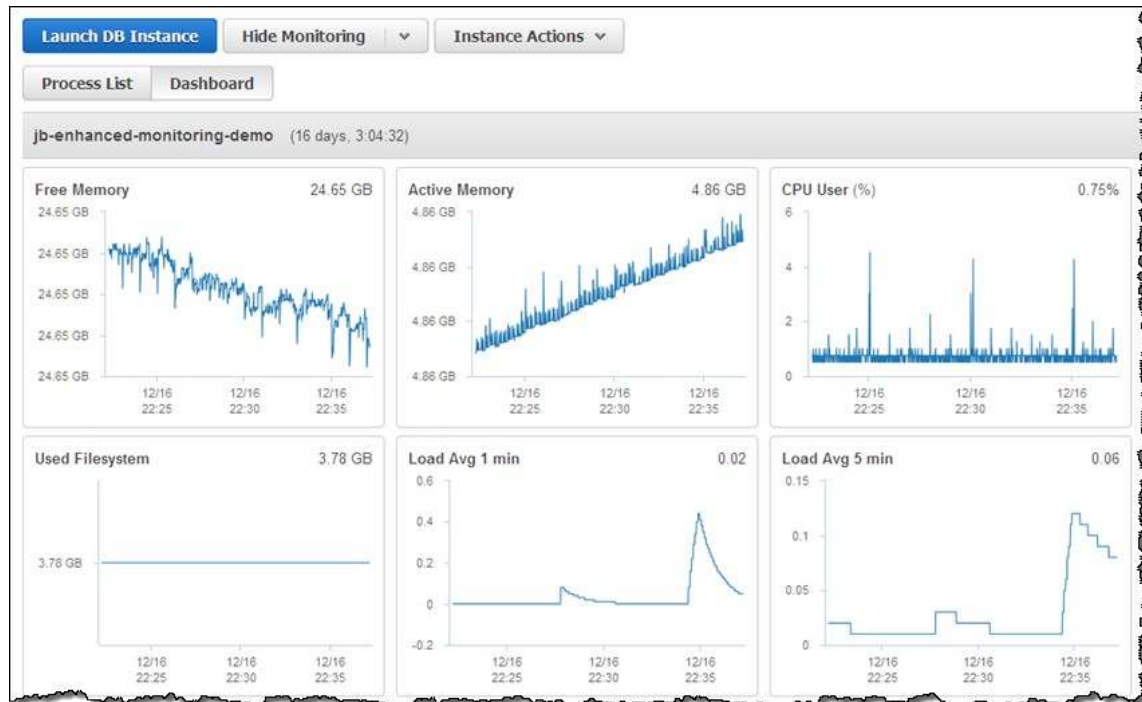 Launch DB Instance Hide Monitoring Instance Actions
Process List Dashboard
jb-enhanced-monitoring-demo (16 days, 3:04:32)
Free Memory 24.65 GB
24.65 GB
24.65 GB
24.65 GB
24.65 GB
24.65 GB
12/16 12/16 12/16
22:25 22:30 22:35
Active Memory 4.86 GB
4.86 GB
4.86 GB
4.86 GB
4.86 GB
12/16 12/16 12/16
22:25 22:30 22:35
CPU User (%) 0.75%
6
4
2
0
12/16 12/16 12/16
22:25 22:30 22:35
Used Filesystem 3.78 GB
3.78 GB
12/16 12/16 12/16
22:25 22:30 22:35
Load Avg 1 min 0.02
0.6
0.4
0.2
0
-0.2
12/16 12/16 12/16
22:25 22:30 22:35
Load Avg 5 min 0.06
0.15
0.1
0.05
0
12/16 12/16 12/16
22:25 22:30 22:35